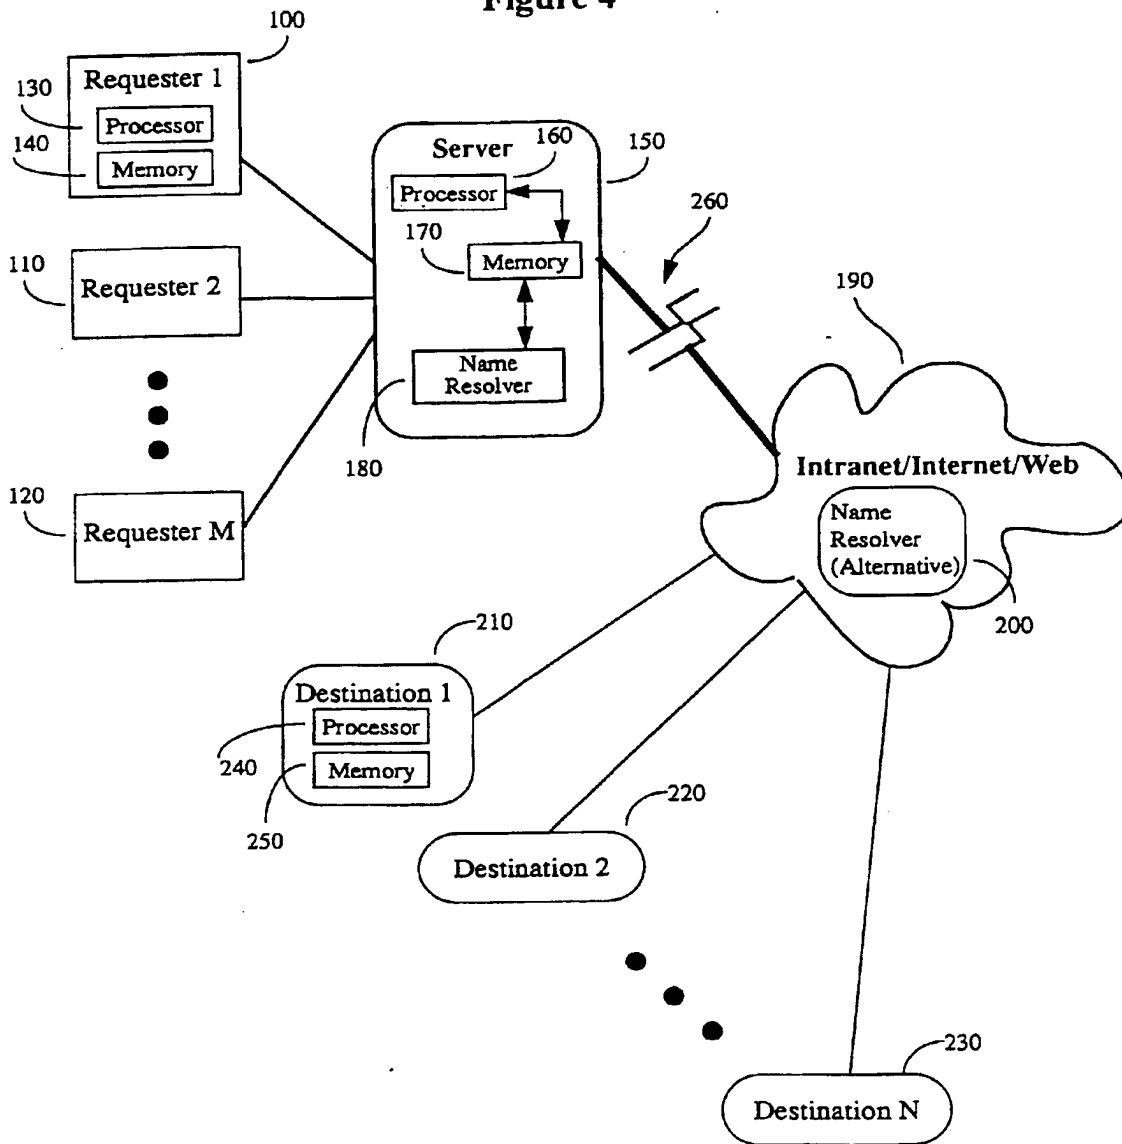 Figure 4
100
Requester 1
130
Processor
140
Memory
110
Requester 2
120
Requester M
Server
160
150
Processor
170
Memory
Name
Resolver
180
260
190
Intranet/Internet/Web
Name
Resolver
(Alternative)
200
210
Destination 1
Processor
240
Memory
250
220
Destination 2
230
Destination N